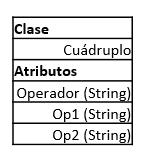 Clase
Cuádruplo
Atributos
Operador (String)
Op1 (String)
Op2 (String)